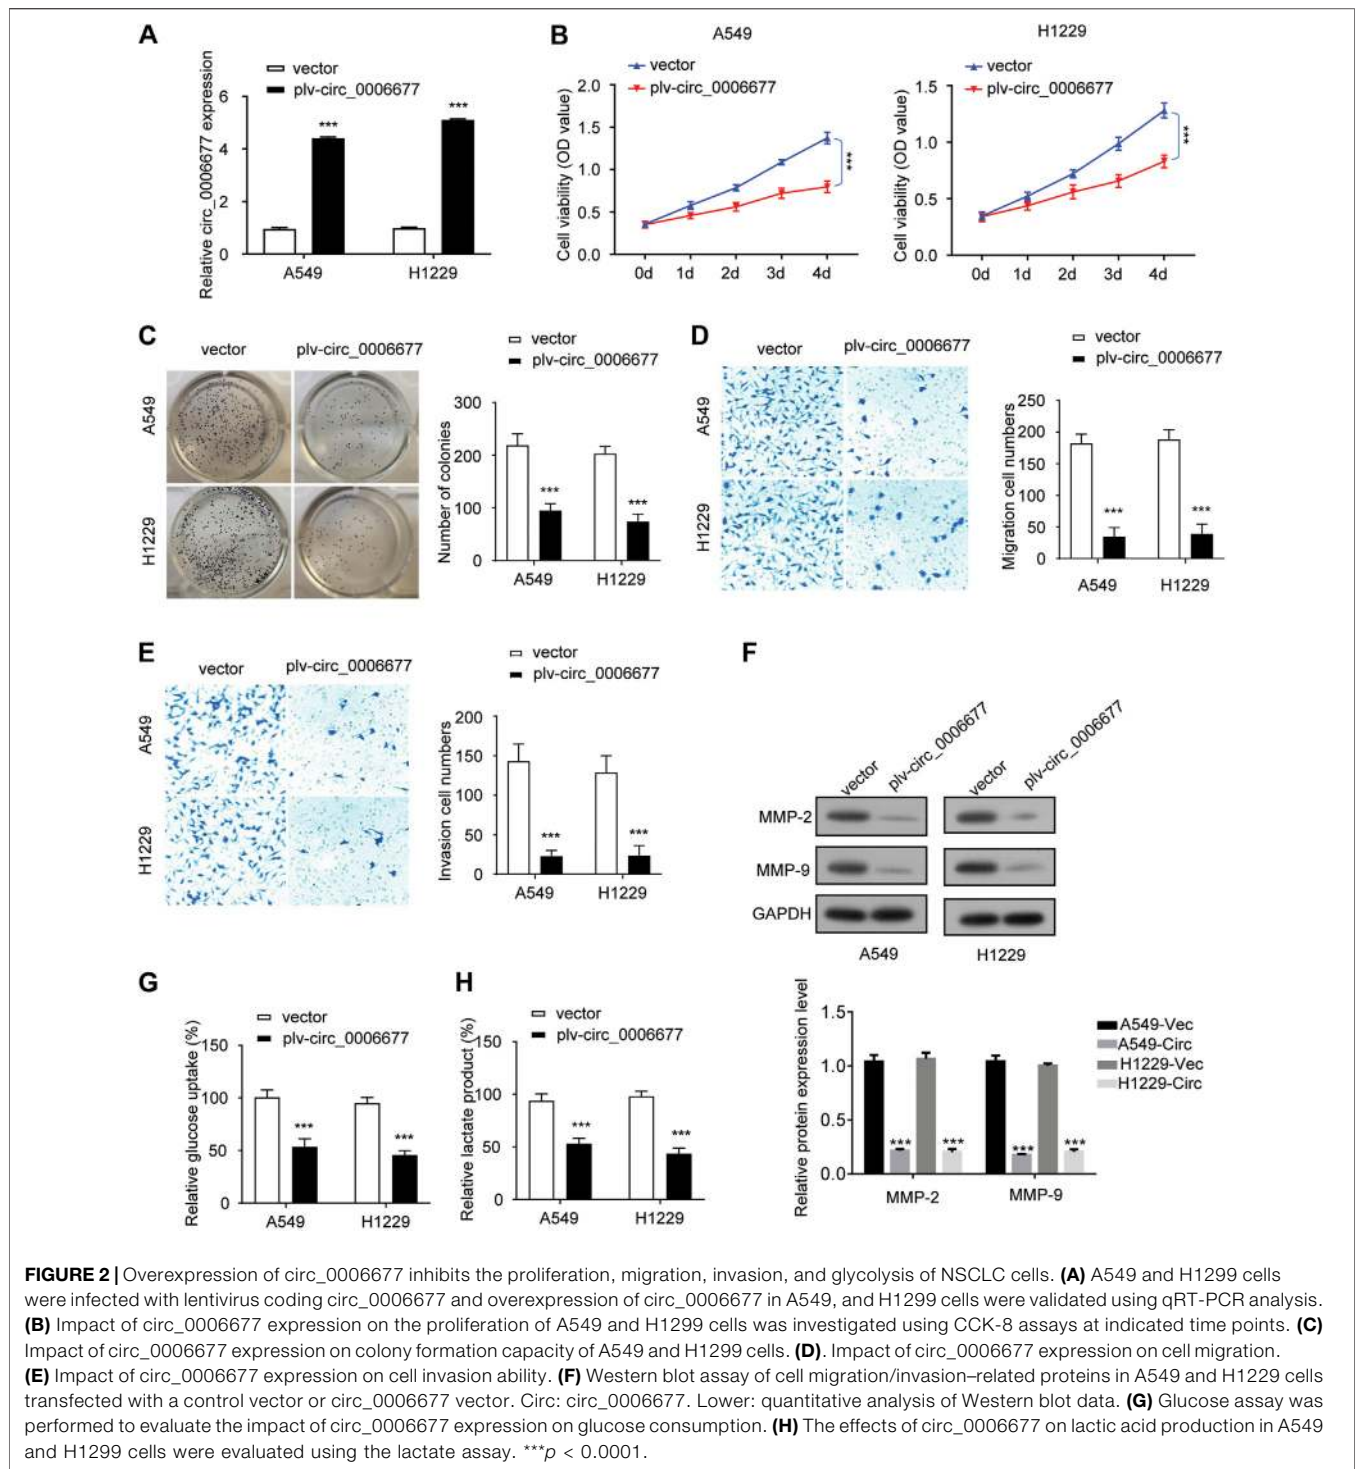 A
vector
plv-circ_0006677
Relative circ_0006677 expression
6
4
2
0
***
***
A549
H1229
B
A549
vector
plv-circ_0006677
Cell viability (OD value)
2.0
1.5
1.0
0.5
0.0
***
0d 1d 2d 3d 4d
H1229
vector
plv-circ_0006677
Cell viability (OD value)
1.5
1.0
0.5
0.0
***
0d 1d 2d 3d 4d
C
vector plv-circ_0006677
A549
H1229
vector
plv-circ_0006677
Number of colonies
300
200
100
0
***
***
A549 H1229
D
vector plv-circ_0006677
A549
H1229
vector
plv-circ_0006677
Migration cell numbers
250
200
150
100
50
0
***
***
A549 H1229
E
vector plv-circ_0006677
A549
H1229
vector
plv-circ_0006677
Invasion cell numbers
200
150
100
50
0
***
***
A549 H1229
F
vector plv-circ_0006677 vector plv-circ_0006677
MMP-2
MMP-9
GAPDH
A549 H1229
Relative protein expression level
1.5
1.0
0.5
0.0
*** *** *** ***
MMP-2 MMP-9
A549-Vec
A549-Circ
H1229-Vec
H1229-Circ
G
vector
plv-circ_0006677
Relative glucose uptake (%)
150
100
50
0
***
***
A549 H1229
H
vector
plv-circ_0006677
Relative lactate product (%)
150
100
50
0
***
***
A549 H1229
FIGURE 2 | Overexpression of circ_0006677 inhibits the proliferation, migration, invasion, and glycolysis of NSCLC cells. (A) A549 and H1299 cells
were infected with lentivirus coding circ_0006677 and overexpression of circ_0006677 in A549, and H1299 cells were validated using qRT-PCR analysis.
(B) Impact of circ_0006677 expression on the proliferation of A549 and H1299 cells was investigated using CCK-8 assays at indicated time points. (C)
Impact of circ_0006677 expression on colony formation capacity of A549 and H1299 cells. (D). Impact of circ_0006677 expression on cell migration.
(E) Impact of circ_0006677 expression on cell invasion ability. (F) Western blot assay of cell migration/invasion–related proteins in A549 and H1229 cells
transfected with a control vector or circ_0006677 vector. Circ: circ_0006677. Lower: quantitative analysis of Western blot data. (G) Glucose assay was
performed to evaluate the impact of circ_0006677 expression on glucose consumption. (H) The effects of circ_0006677 on lactic acid production in A549
and H1299 cells were evaluated using the lactate assay. ***p < 0.0001.